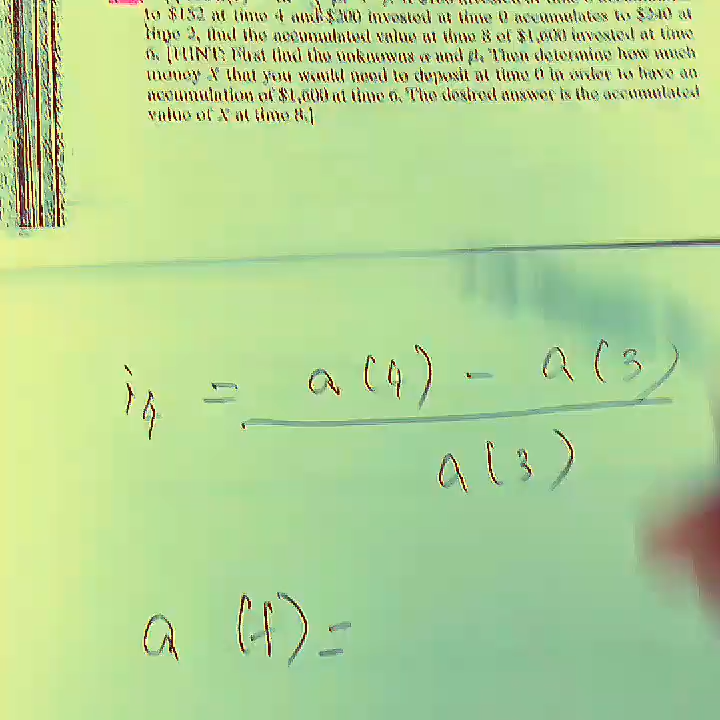 to $152 at time 4 and $200 invested at time 0 accumulates to $240 at
time 2, find the accumulated value at time 8 of $1,600 invested at time
6. [HINT: First find the unknowns α and β. Then determine how much
money X that you would need to deposit at time 0 in order to have an
accumulation of $1,600 at time 6. The desired answer is the accumulated
value of X at time 8.]
i₄ = a(4) - a(3)
a(3)
a (t) =